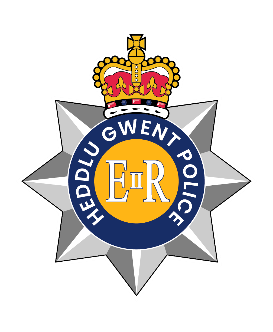 HEDDLU GWENT POLICE
EIIR